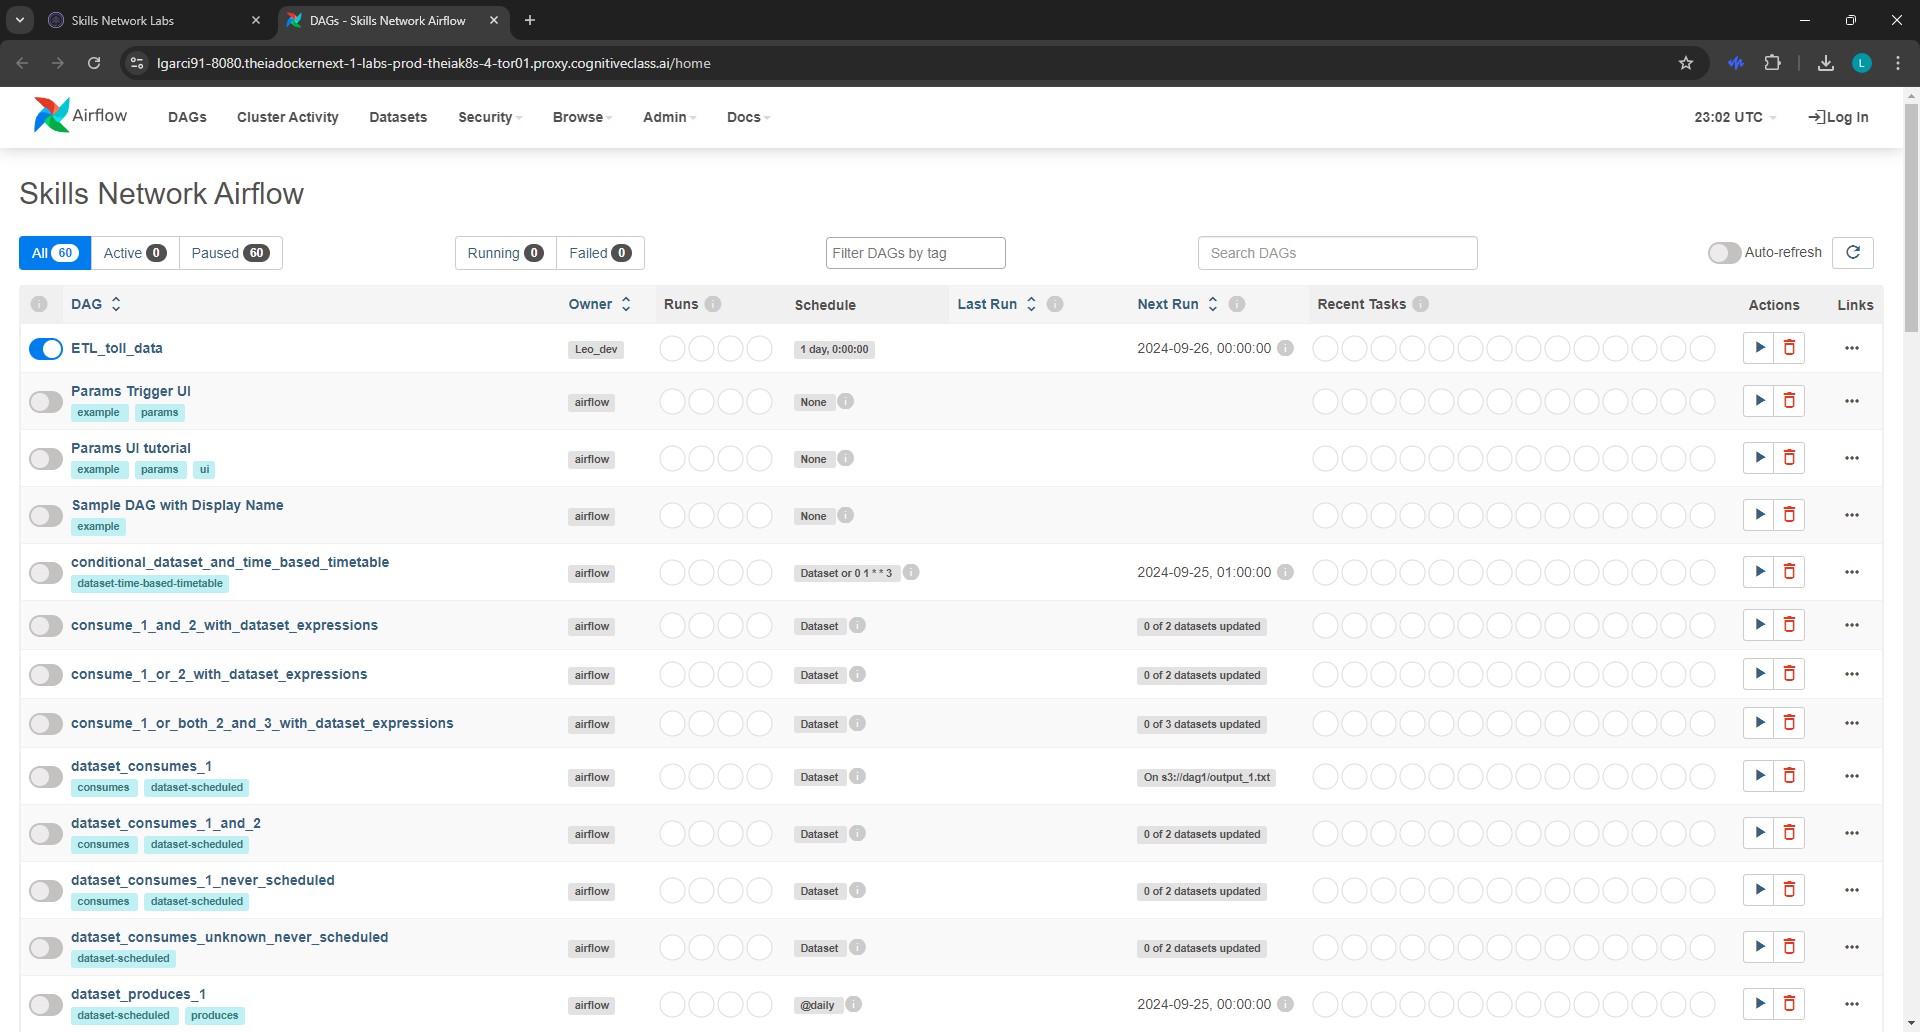 Skills Network Labs
DAGs - Skills Network Airflow
lgarci91-8080.theiadockernext-1-labs-prod-theiak8s-4-tor01.proxy.cognitiveclass.ai/home
L
Airflow
DAGs
Cluster Activity
Datasets
Security
Browse
Admin
Docs
23:02 UTC
Log In
Skills Network Airflow
All 60
Active 0
Paused 60
Running 0
Failed 0
Filter DAGs by tag
Search DAGs
Auto-refresh
DAG Owner Runs Schedule Last Run Next Run Recent Tasks Actions Links
ETL_toll_data Leo_dev 1 day, 0:00:00 2024-09-26, 00:00:00
Params Trigger UI
example params
airflow None
Params UI tutorial
example params ui
airflow None
Sample DAG with Display Name
example
airflow None
conditional_dataset_and_time_based_timetable
dataset-time-based-timetable
airflow Dataset or 0 1 * * 3 2024-09-25, 01:00:00
consume_1_and_2_with_dataset_expressions airflow Dataset 0 of 2 datasets updated
consume_1_or_2_with_dataset_expressions airflow Dataset 0 of 2 datasets updated
consume_1_or_both_2_and_3_with_dataset_expressions airflow Dataset 0 of 3 datasets updated
dataset_consumes_1
consumes dataset-scheduled
airflow Dataset On s3://dag1/output_1.txt
dataset_consumes_1_and_2
consumes dataset-scheduled
airflow Dataset 0 of 2 datasets updated
dataset_consumes_1_never_scheduled
consumes dataset-scheduled
airflow Dataset 0 of 2 datasets updated
dataset_consumes_unknown_never_scheduled
dataset-scheduled
airflow Dataset 0 of 2 datasets updated
dataset_produces_1
dataset-scheduled produces
airflow @daily 2024-09-25, 00:00:00